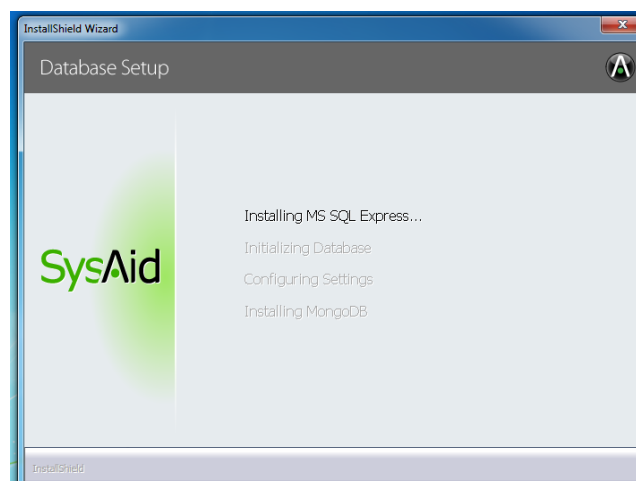 InstallShield Wizard
Database Setup
Installing MS SQL Express...
Initializing Database
Configuring Settings
Installing MongoDB
SysAid
InstallShield